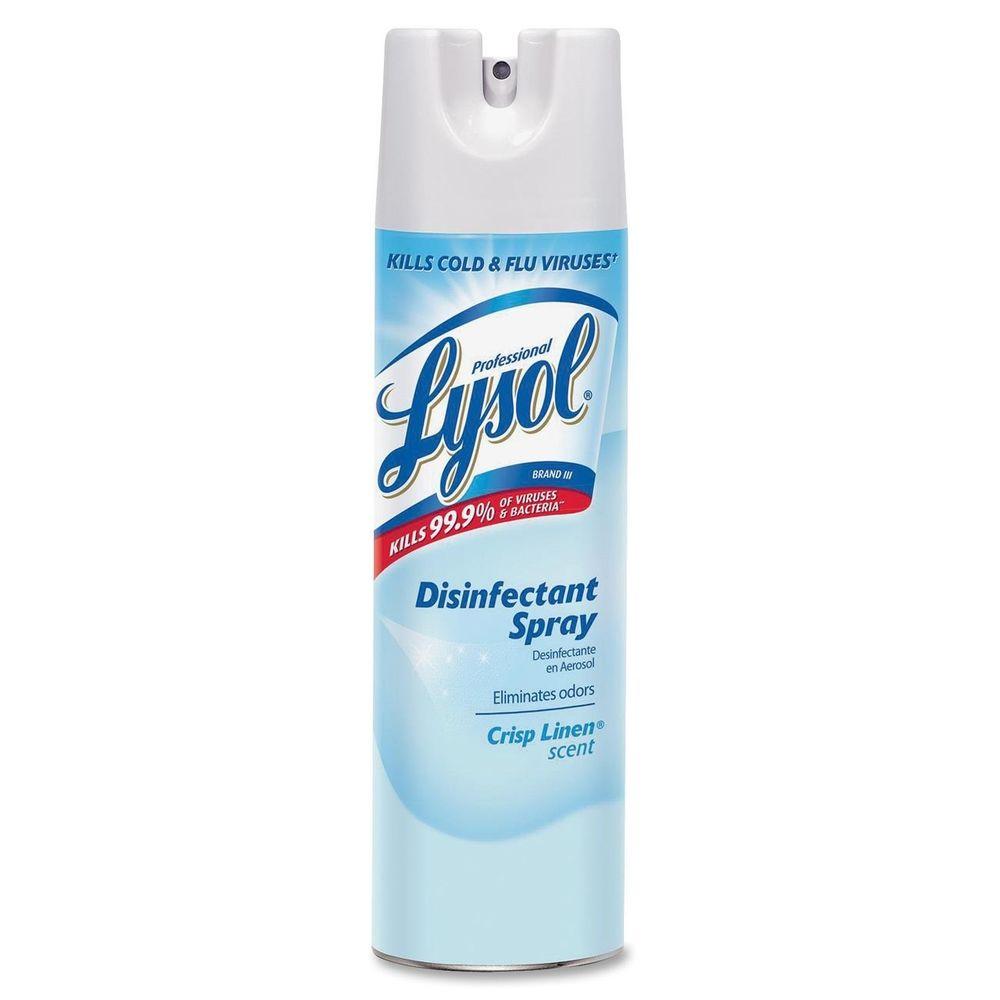 KILLS COLD & FLU VIRUSES†
Professional
Lysol®
BRAND III
KILLS 99.9% OF VIRUSES
& BACTERIA**
Disinfectant
Spray
Desinfectante
en Aerosol
Eliminates odors
Crisp Linen®
scent